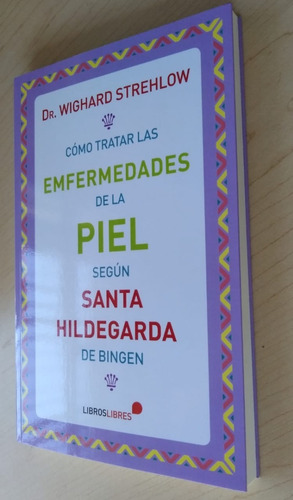 DR. WIGHARD STREHLOW
CÓMO TRATAR LAS
EMFERMEDADES
DE LA
PIEL
SEGÚN
SANTA
HILDEGARDA
DE BINGEN
LIBROSLIBRES